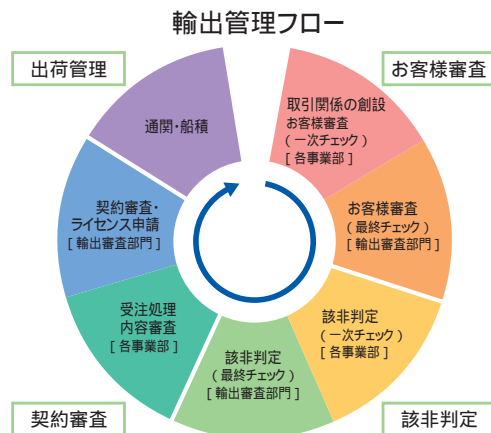 輸出管理フロー
出荷管理
お客様審査
取引関係の創設
お客様審査
(一次チェック)
[各事業部]
お客様審査
(最終チェック)
[輸出審査部門]
該非判定
(一次チェック)
[各事業部]
該非判定
(最終チェック)
[輸出審査部門]
受注処理
内容審査
[各事業部]
契約審査・
ライセンス申請
[輸出審査部門]
通関・船積
契約審査
該非判定